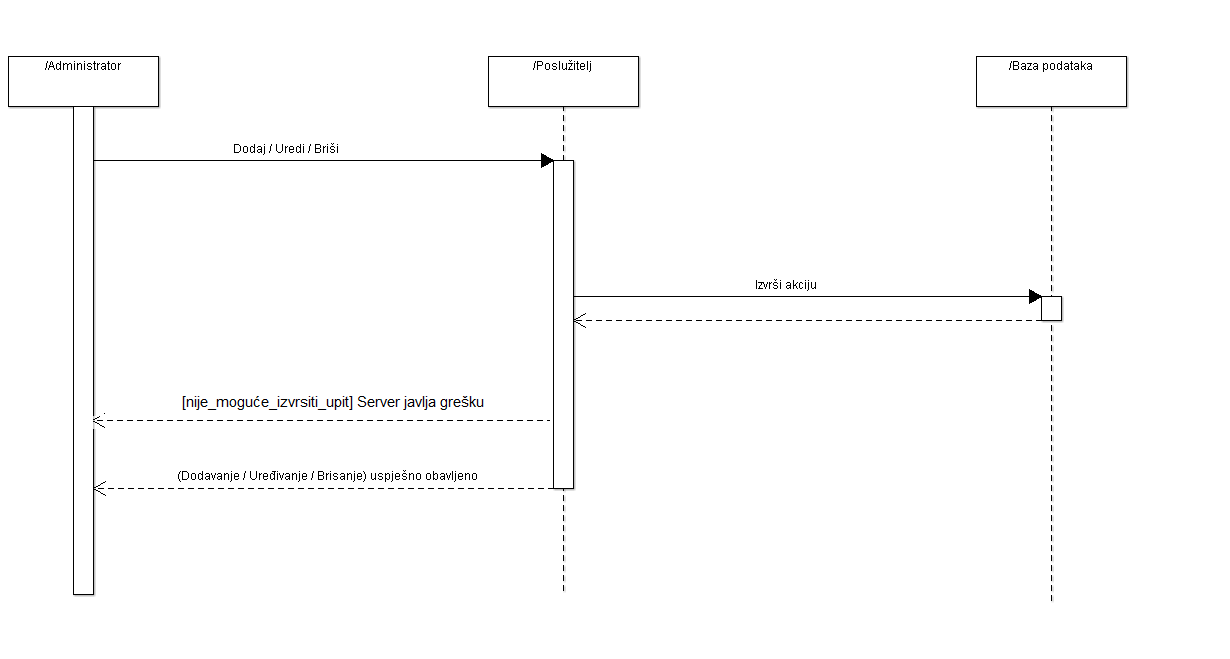 /Administrator
/Poslužitelj
/Baza podataka
Dodaj / Uredi / Briši
Izvrši akciju
[nije_moguće_izvrsiti_upit] Server javlja grešku
(Dodavanje / Uređivanje / Brisanje) uspješno obavljeno